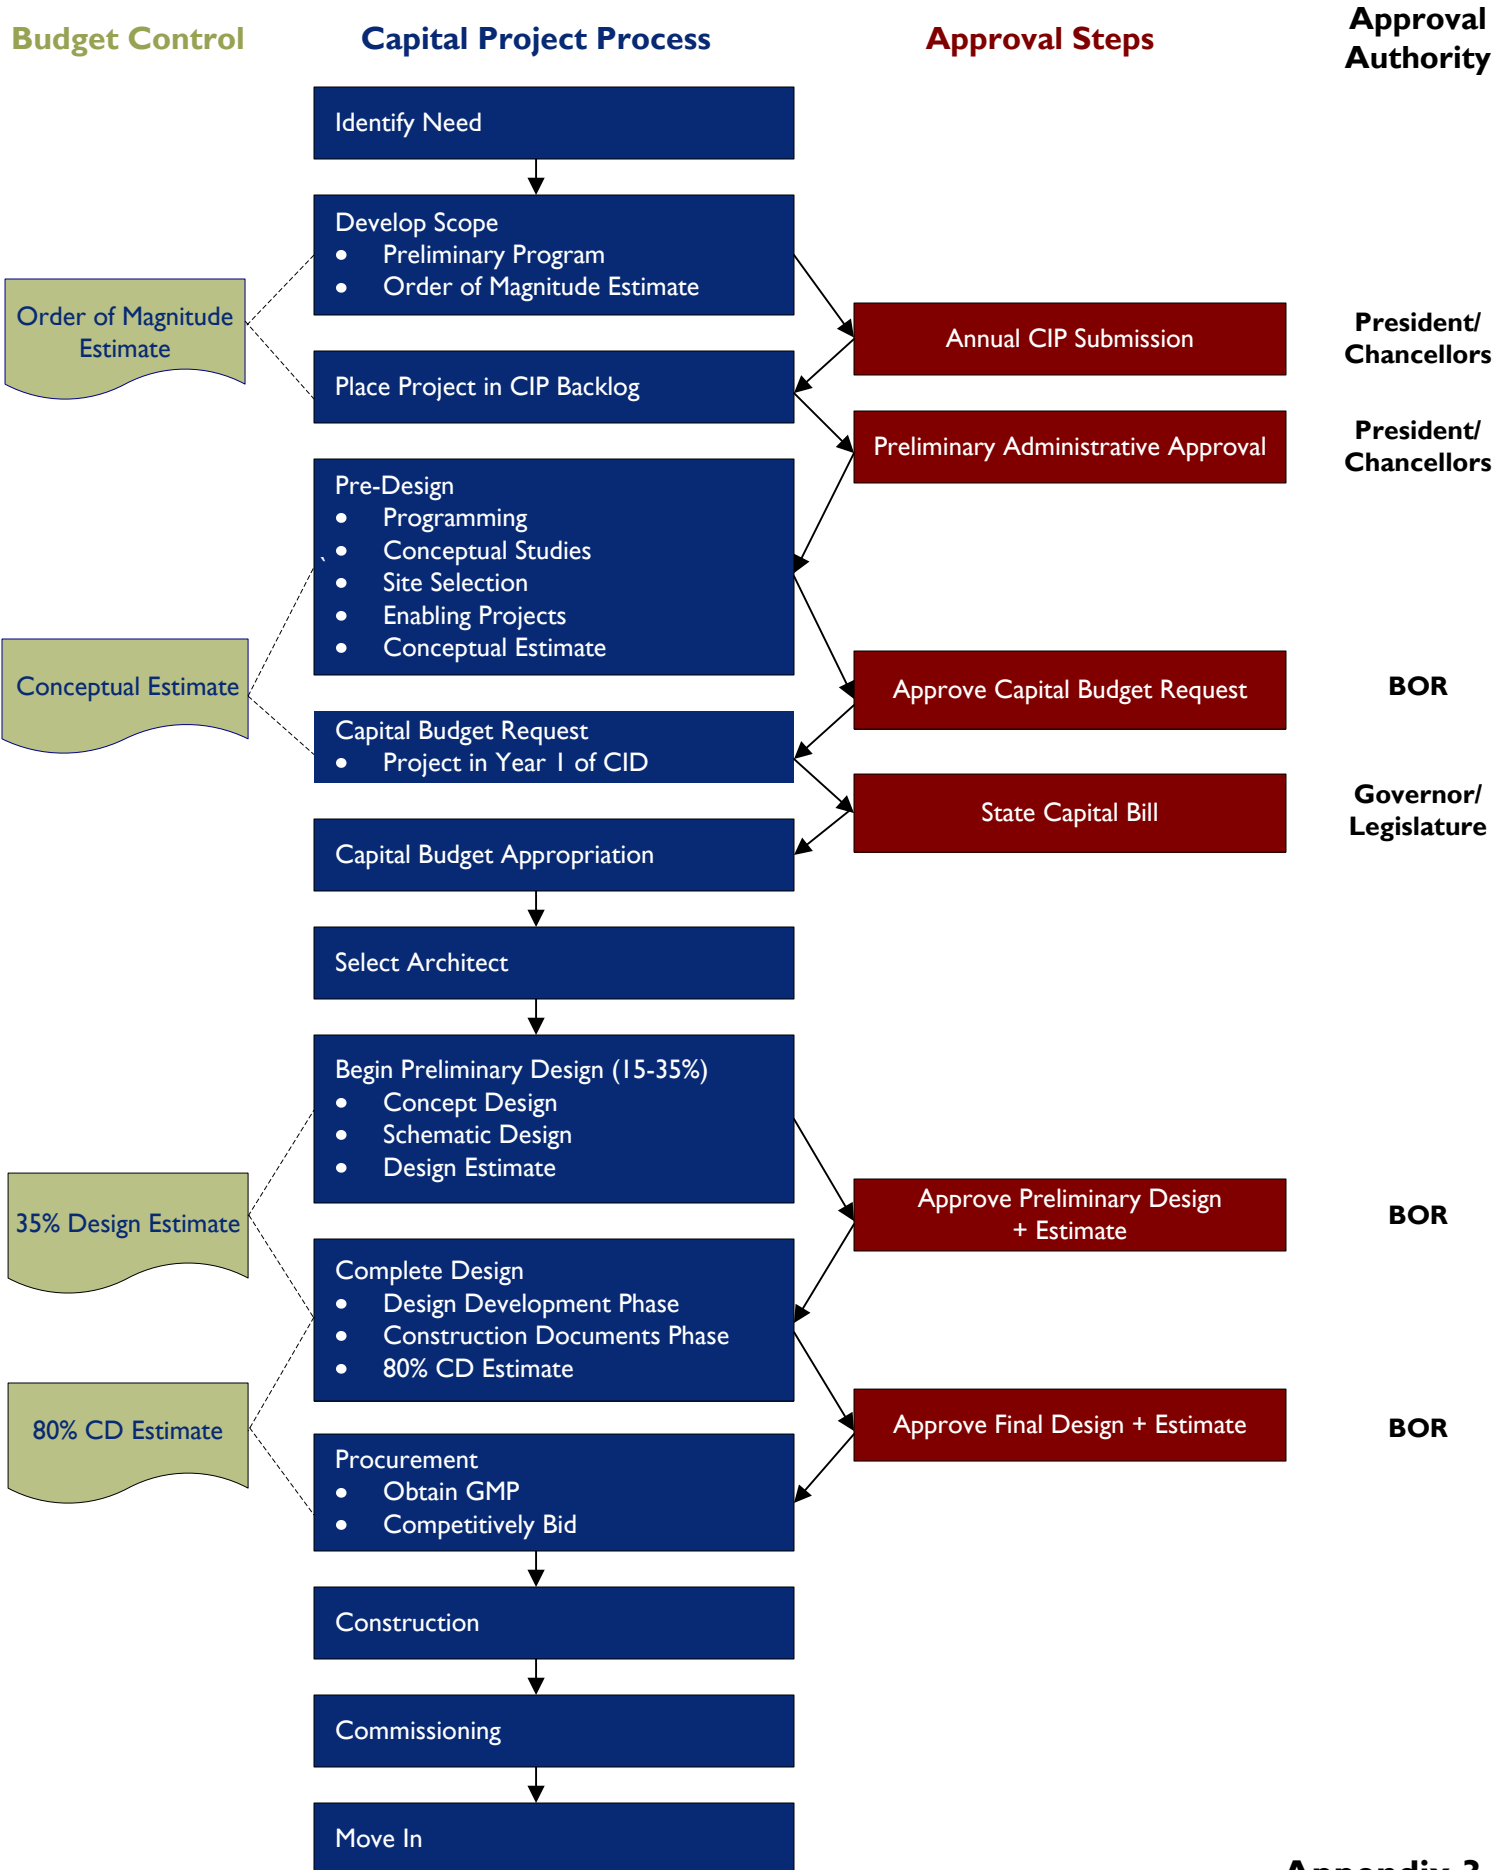 Budget Control
Capital Project Process
Approval Steps
Approval
Authority
Identify Need
Develop Scope
• Preliminary Program
• Order of Magnitude Estimate
Order of Magnitude
Estimate
Annual CIP Submission
President/
Chancellors
Place Project in CIP Backlog
Preliminary Administrative Approval
President/
Chancellors
Pre-Design
• Programming
` • Conceptual Studies
• Site Selection
• Enabling Projects
• Conceptual Estimate
Conceptual Estimate
Approve Capital Budget Request
BOR
Capital Budget Request
• Project in Year 1 of CID
State Capital Bill
Governor/
Legislature
Capital Budget Appropriation
Select Architect
Begin Preliminary Design (15-35%)
• Concept Design
• Schematic Design
• Design Estimate
35% Design Estimate
Approve Preliminary Design
+ Estimate
BOR
Complete Design
• Design Development Phase
• Construction Documents Phase
• 80% CD Estimate
80% CD Estimate
Approve Final Design + Estimate
BOR
Procurement
• Obtain GMP
• Competitively Bid
Construction
Commissioning
Move In
Appendix